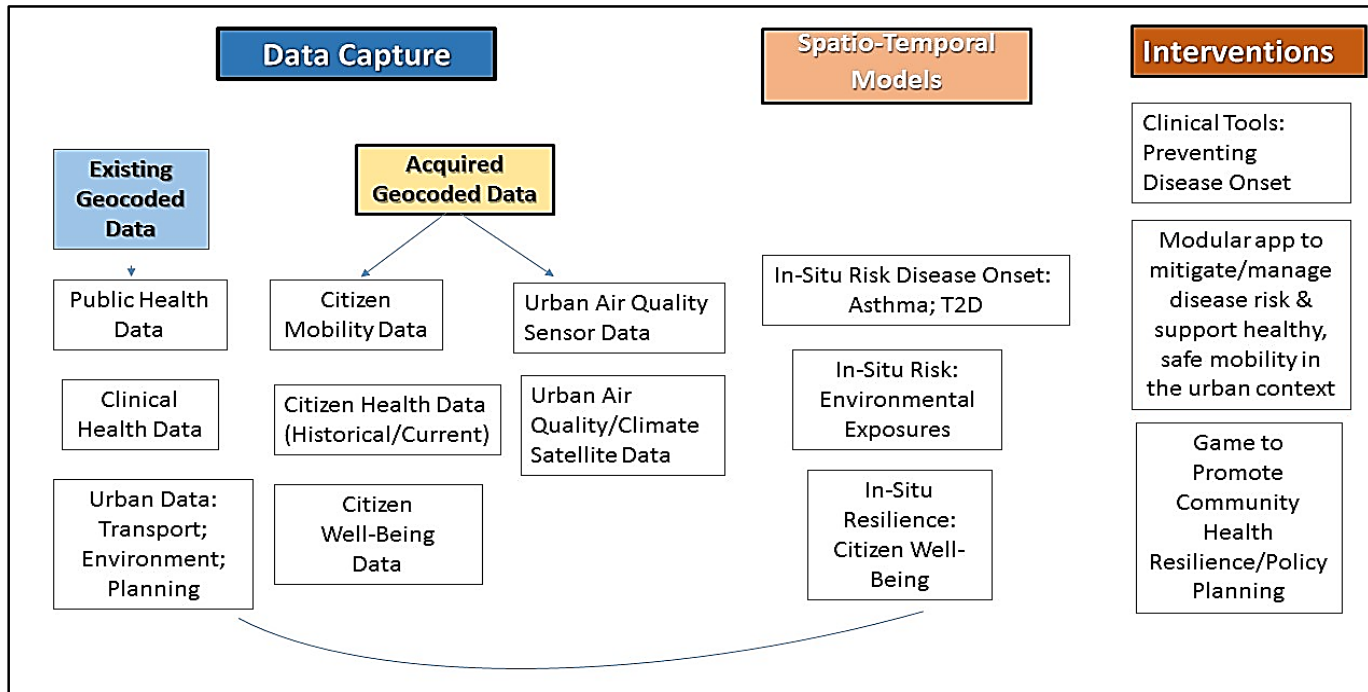 Data Capture
Existing
Geocoded
Data
Public Health
Data
Clinical
Health Data
Urban Data:
Transport;
Environment;
Planning
Acquired
Geocoded Data
Citizen
Mobility Data
Citizen Health Data
(Historical/Current)
Citizen
Well-Being
Data
Urban Air Quality
Sensor Data
Urban Air
Quality/Climate
Satellite Data
Spatio-Temporal
Models
In-Situ Risk Disease Onset:
Asthma; T2D
In-Situ Risk:
Environmental
Exposures
In-Situ
Resilience:
Citizen Well-
Being
Interventions
Clinical Tools:
Preventing
Disease Onset
Modular app to
mitigate/manage
disease risk &
support healthy,
safe mobility in
the urban context
Game to
Promote
Community
Health
Resilience/Policy
Planning